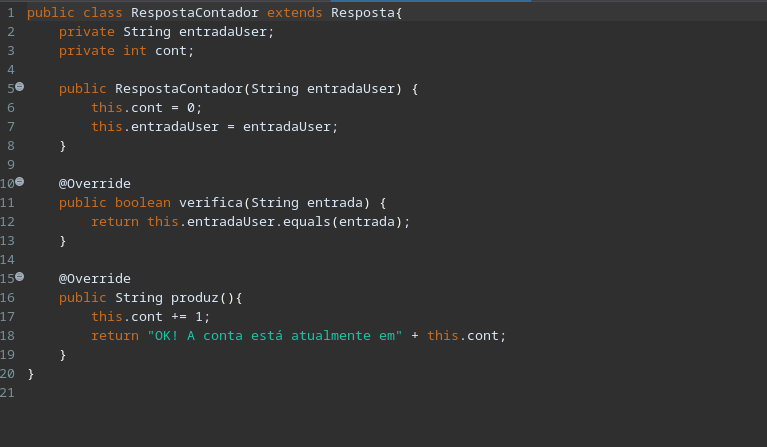 1 public class RespostaContador extends Resposta{
2     private String entradaUser;
3     private int cont;
4
5     public RespostaContador(String entradaUser) {
6         this.cont = 0;
7         this.entradaUser = entradaUser;
8     }
9
10     @Override
11     public boolean verifica(String entrada) {
12         return this.entradaUser.equals(entrada);
13     }
14
15     @Override
16     public String produz(){
17         this.cont += 1;
18         return "OK! A conta está atualmente em" + this.cont;
19     }
20 }
21